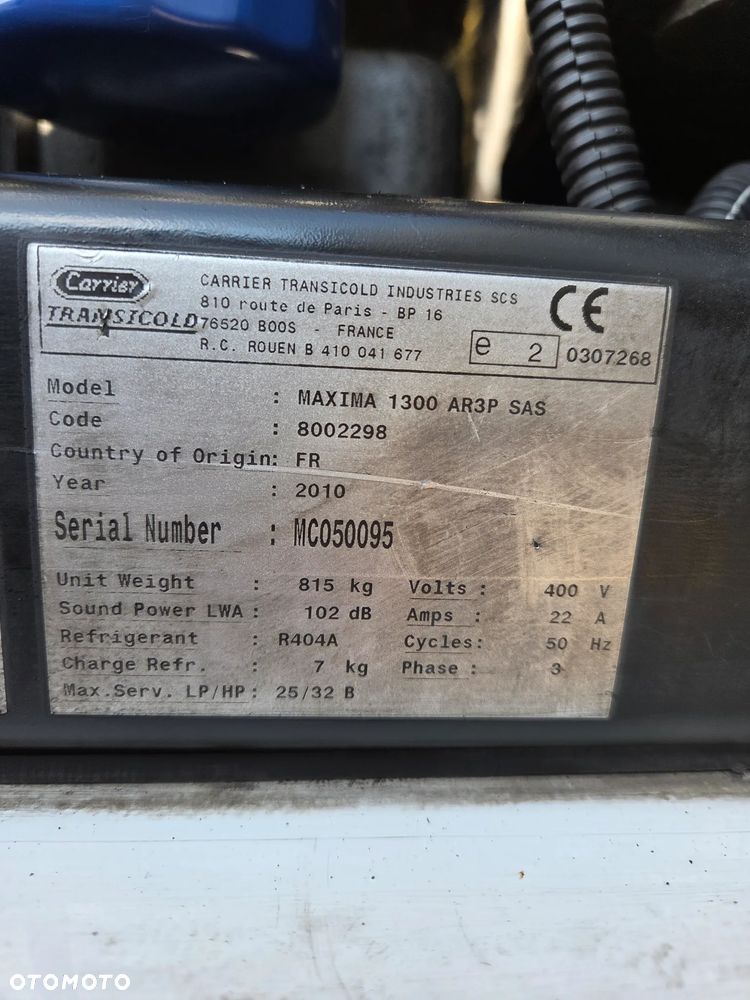 Carrier
TRANSICOLD
CARRIER TRANSICOLD INDUSTRIES SCS
810 route de Paris - BP 16
76520 BOOS - FRANCE
R.C. ROUEN B 410 041 677
CE
e 2 0307268
Model : MAXIMA 1300 AR3P SAS
Code : 8002298
Country of Origin: FR
Year : 2010
Serial Number : MC050095
Unit Weight : 815 kg Volts : 400 V
Sound Power LWA : 102 dB Amps : 22 A
Refrigerant : R404A Cycles: 50 Hz
Charge Refr. : 7 kg Phase : 3
Max.Serv. LP/HP : 25/32 B
OTOMOTO